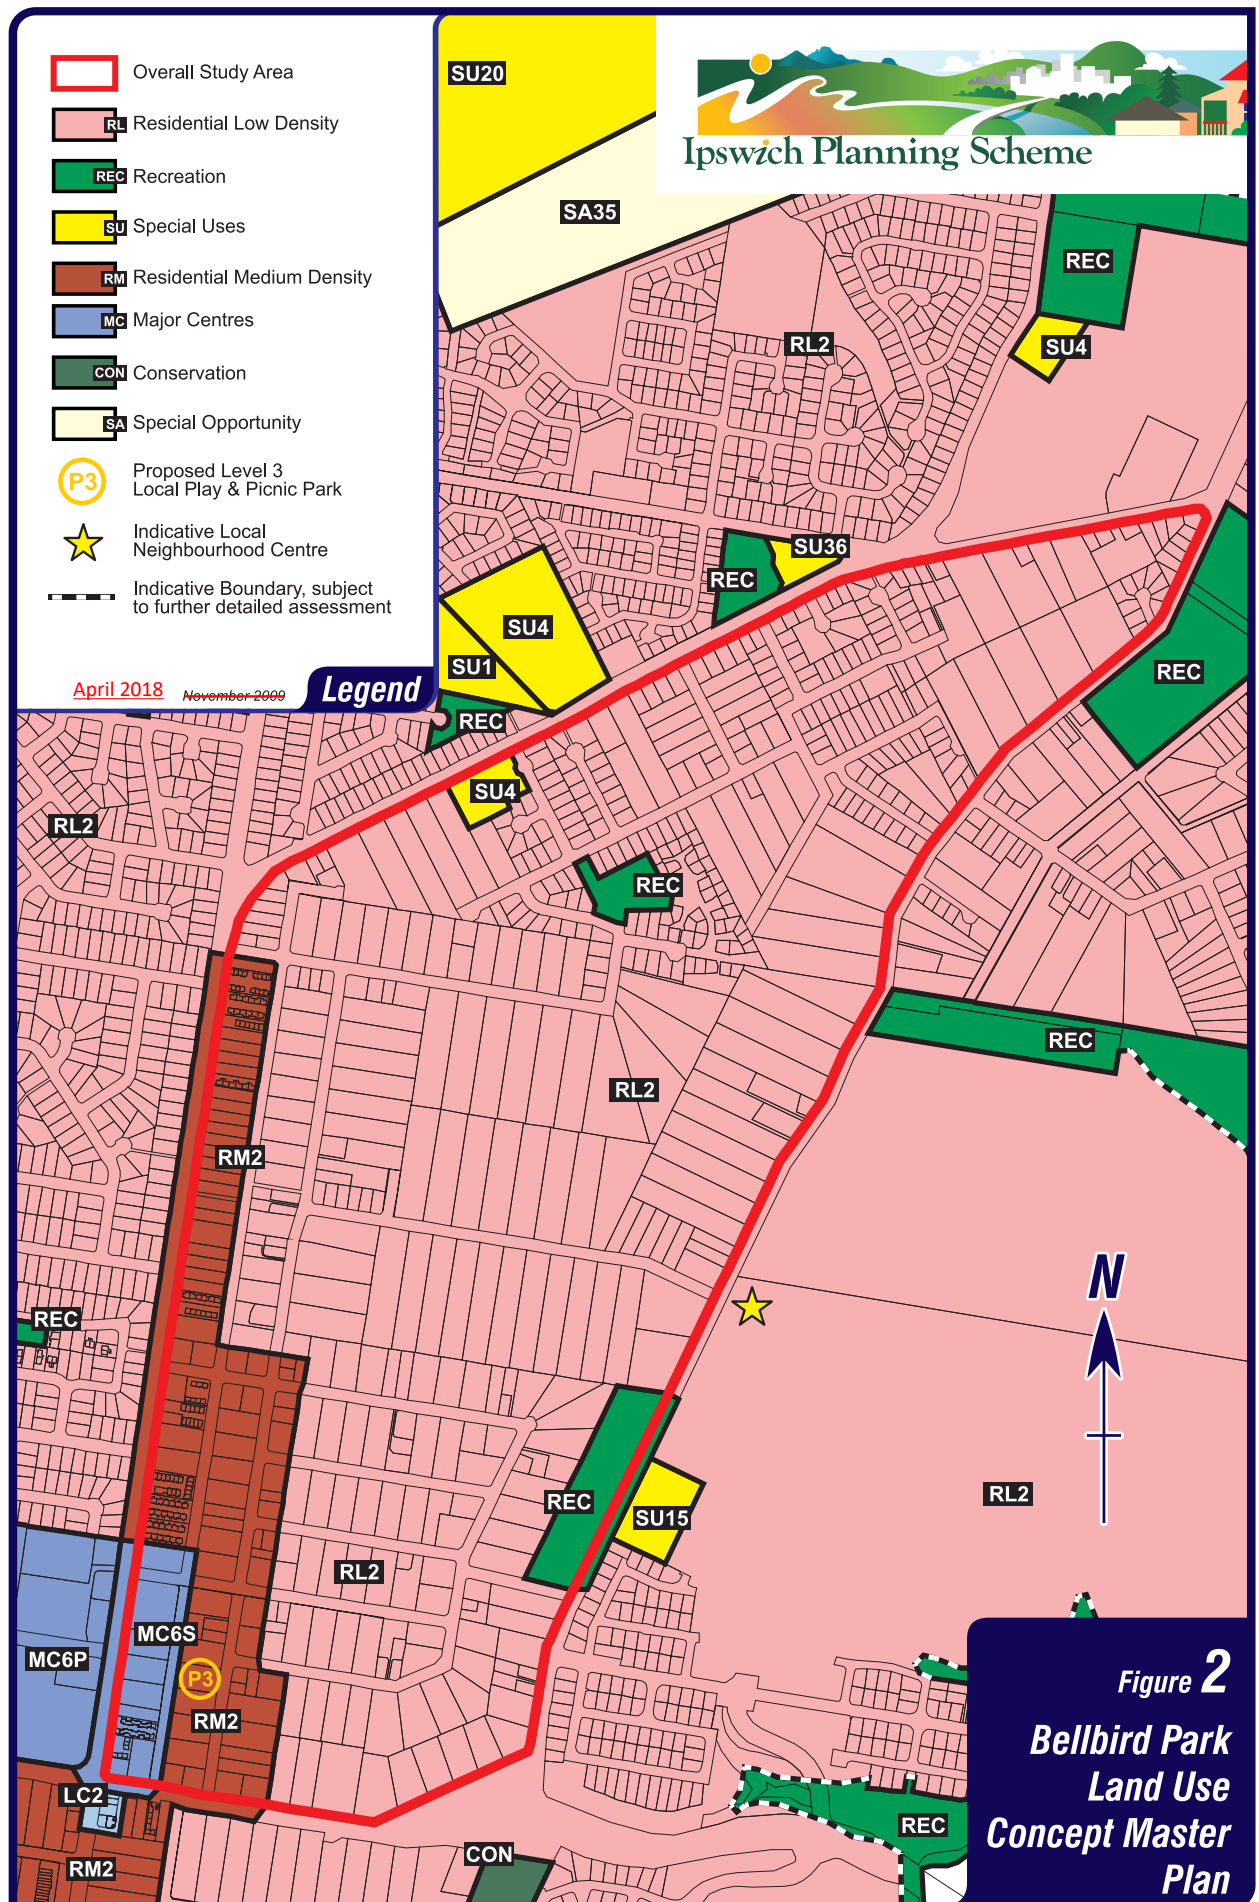 Overall Study Area
RL Residential Low Density
REC Recreation
SU Special Uses
RM Residential Medium Density
MC Major Centres
CON Conservation
SA Special Opportunity
P3 Proposed Level 3
Local Play & Picnic Park
Indicative Local
Neighbourhood Centre
Indicative Boundary, subject
to further detailed assessment
April 2018 November 2009 Legend
Ipswich Planning Scheme
SU20
SA35
REC
RL2
SU4
SU36
REC
SU4
SU1
REC
REC
SU4
RL2
REC
REC
RL2
RM2
N
REC
RL2
REC
SU15
RL2
MC6S
MC6P
P3
RM2
LC2
REC
CON
RM2
Figure 2
Bellbird Park
Land Use
Concept Master
Plan